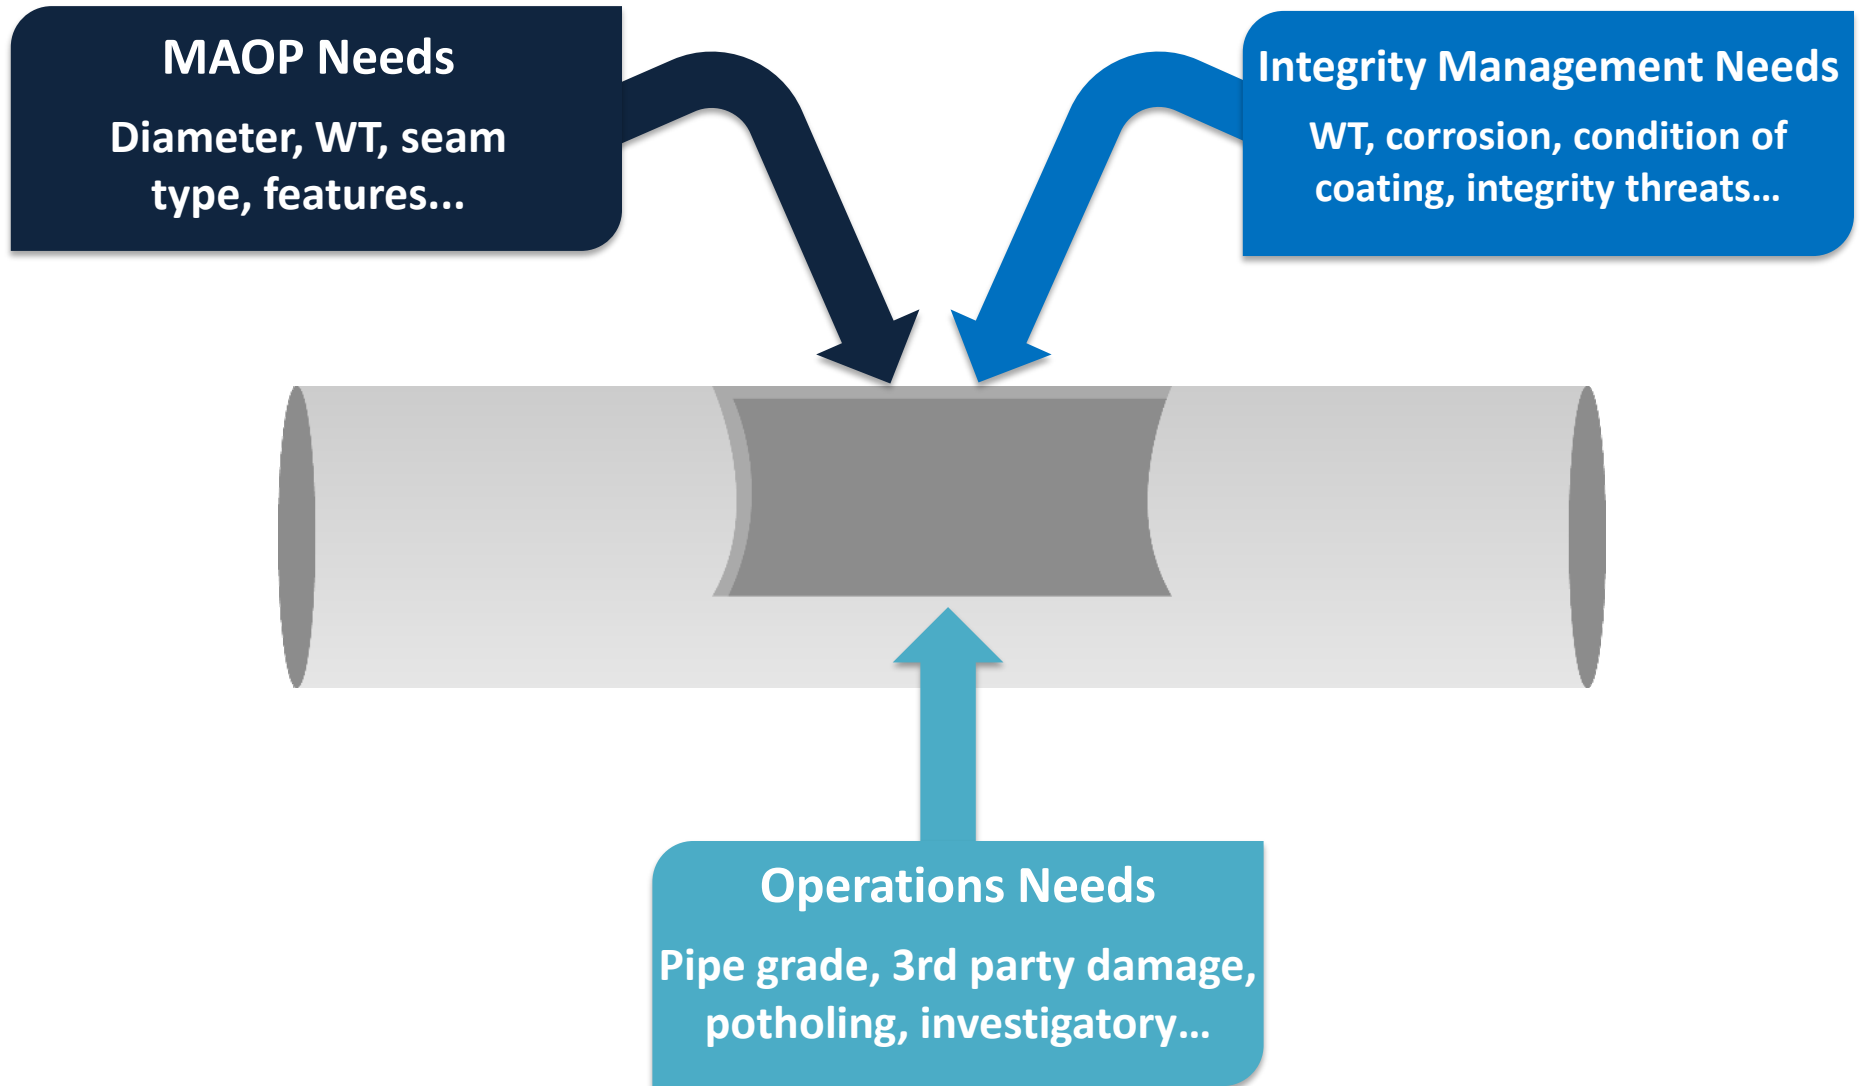 MAOP Needs
Diameter, WT, seam
type, features...
Integrity Management Needs
WT, corrosion, condition of
coating, integrity threats…
Operations Needs
Pipe grade, 3rd party damage,
potholing, investigatory…